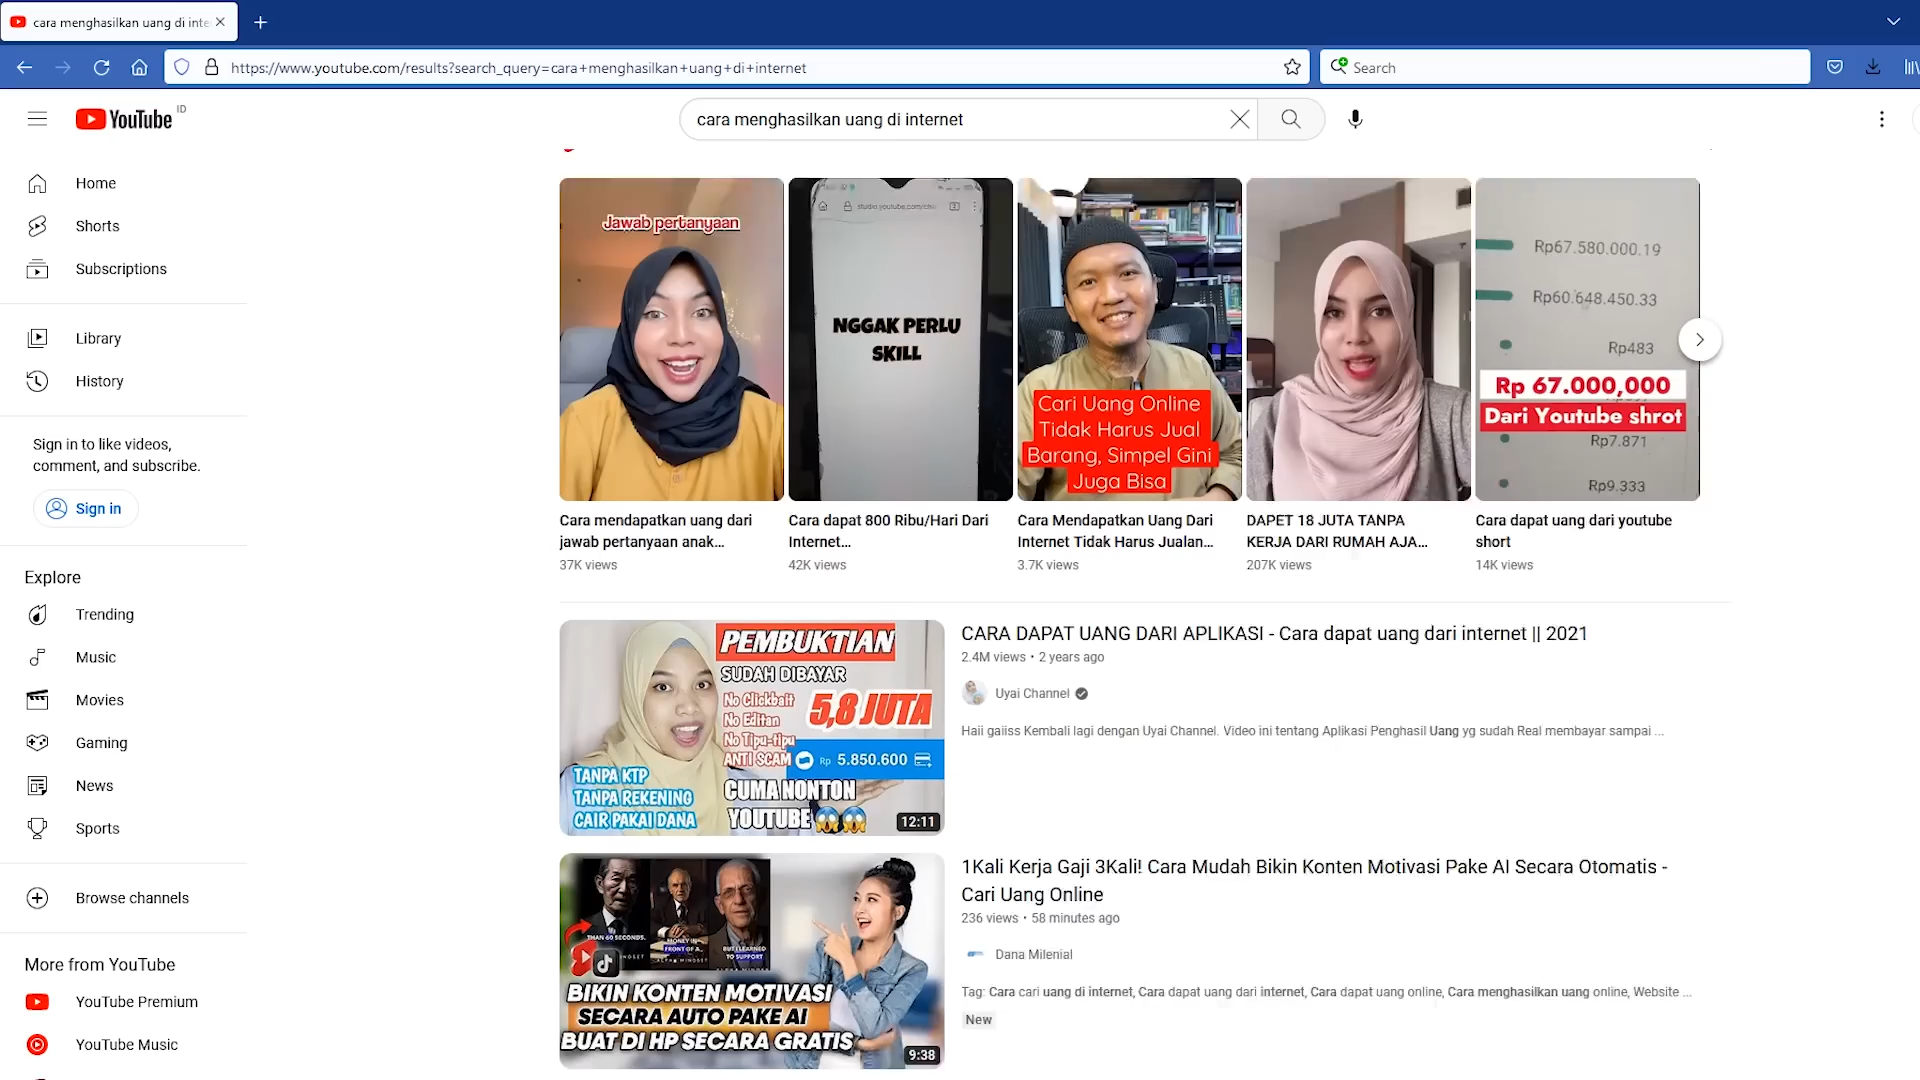 cara menghasilkan uang di inte
https://www.youtube.com/results?search_query=cara+menghasilkan+uang+di+internet
Search
YouTube ID
cara menghasilkan uang di internet
Home
Shorts
Subscriptions
Library
History
Sign in to like videos,
comment, and subscribe.
Sign in
Explore
Trending
Music
Movies
Gaming
News
Sports
Browse channels
More from YouTube
YouTube Premium
YouTube Music
Jawab pertanyaan
Cara mendapatkan uang dari
jawab pertanyaan anak...
37K views
NGGAK PERLU
SKILL
Cara dapat 800 Ribu/Hari Dari
Internet...
42K views
Cari Uang Online
Tidak Harus Jual
Barang, Simpel Gini
Juga Bisa
Cara Mendapatkan Uang Dari
Internet Tidak Harus Jualan...
3.7K views
DAPET 18 JUTA TANPA
KERJA DARI RUMAH AJA...
207K views
Rp67.580.000.19
Rp60.648.450.33
Rp483
Rp 67.000,000
Dari Youtube shrot
Rp7.871
Rp9.333
Cara dapat uang dari youtube
short
14K views
PEMBUKTIAN
SUDAH DIBAYAR
No Clickbait
No Editan
No Tipu-tipu
ANTI SCAM
5,8 JUTA
Rp 5.850.600
TANPA KTP
TANPA REKENING
CAIR PAKAI DANA
CUMA NONTON
YOUTUBE
12:11
CARA DAPAT UANG DARI APLIKASI - Cara dapat uang dari internet || 2021
2.4M views • 2 years ago
Uyai Channel
Haii gaiiss Kembali lagi dengan Uyai Channel. Video ini tentang Aplikasi Penghasil Uang yg sudah Real membayar sampai ...
THAN 60 SECONDS.
MONEY IN
FRONT OF A
BUT I LEARNED
TO SUPPORT
BIKIN KONTEN MOTIVASI
SECARA AUTO PAKE AI
BUAT DI HP SECARA GRATIS
9:38
1Kali Kerja Gaji 3Kali! Cara Mudah Bikin Konten Motivasi Pake AI Secara Otomatis -
Cari Uang Online
236 views • 58 minutes ago
Dana Milenial
Tag: Cara cari uang di internet, Cara dapat uang dari internet, Cara dapat uang online, Cara menghasilkan uang online, Website ...
New